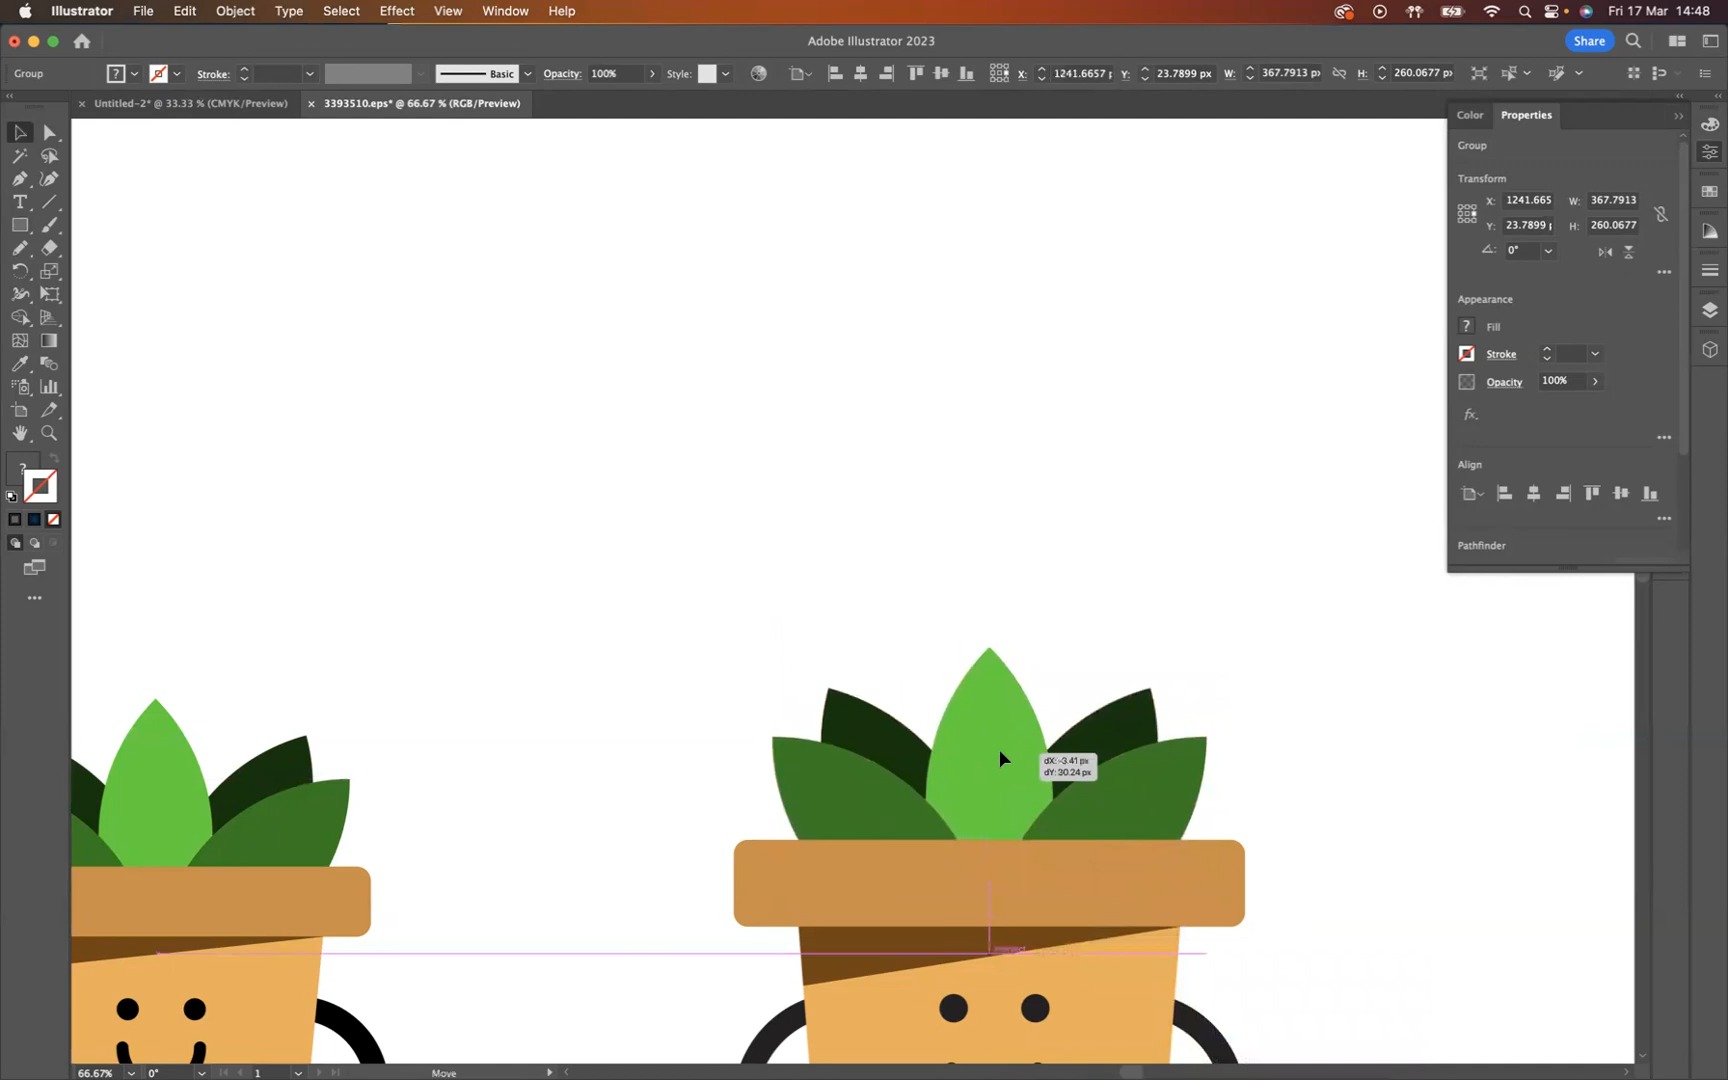 Illustrator File Edit Object Type Select Effect View Window Help Fri 17 Mar 14:48
Adobe Illustrator 2023 Share
Group ? Stroke: Basic Opacity: 100% Style: X: 1241.6657 Y: 23.7899 px W: 367.7913 px H: 260.0677 px
Untitled-2* @ 33.33 % (CMYK/Preview) 3393510.eps* @ 66.67 % (RGB/Preview)
Color Properties
Group
Transform
X: 1241.665 W: 367.7913
Y: 23.7899 H: 260.0677
0°
Appearance
? Fill
Stroke
Opacity 100%
fx.
Align
Pathfinder
?
dX: -3.41 px
dY: 30.24 px
66.67% 0° 1 Move